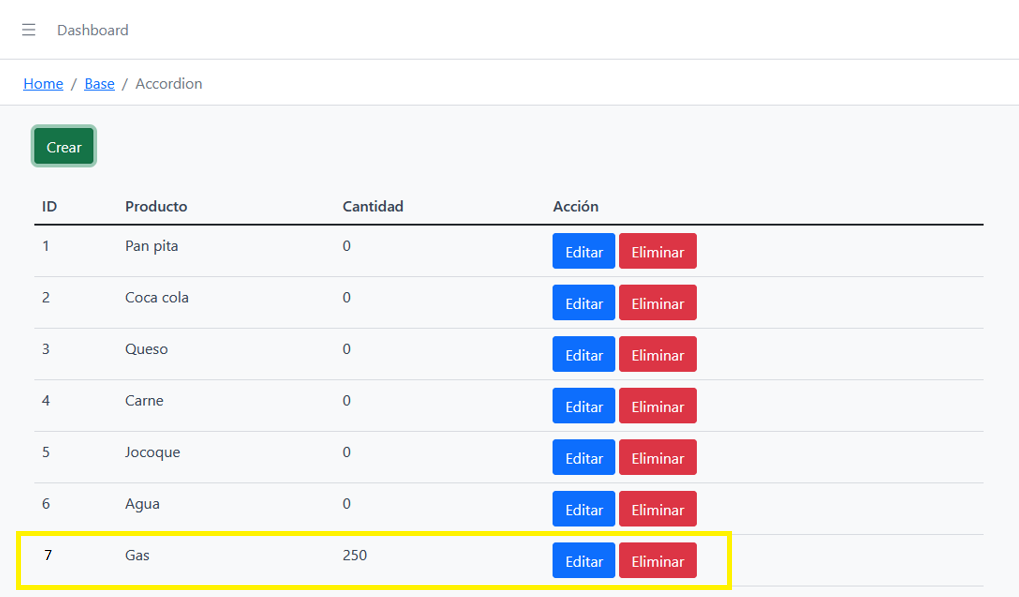 Dashboard
Home / Base / Accordion
Crear
ID Producto Cantidad Acción
1 Pan pita 0 Editar Eliminar
2 Coca cola 0 Editar Eliminar
3 Queso 0 Editar Eliminar
4 Carne 0 Editar Eliminar
5 Jocoque 0 Editar Eliminar
6 Agua 0 Editar Eliminar
7 Gas 250 Editar Eliminar